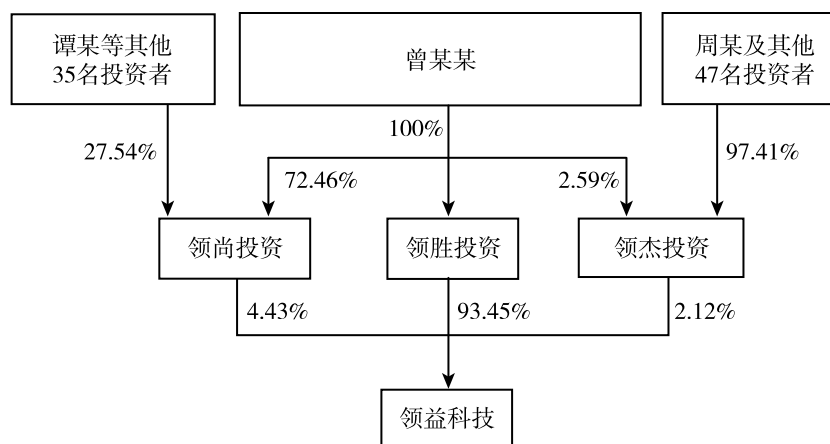 谭某等其他
35名投资者
曾某某
周某及其他
47名投资者
100%
27.54%
97.41%
72.46%
2.59%
领尚投资
领胜投资
领杰投资
4.43%
93.45%
2.12%
领益科技